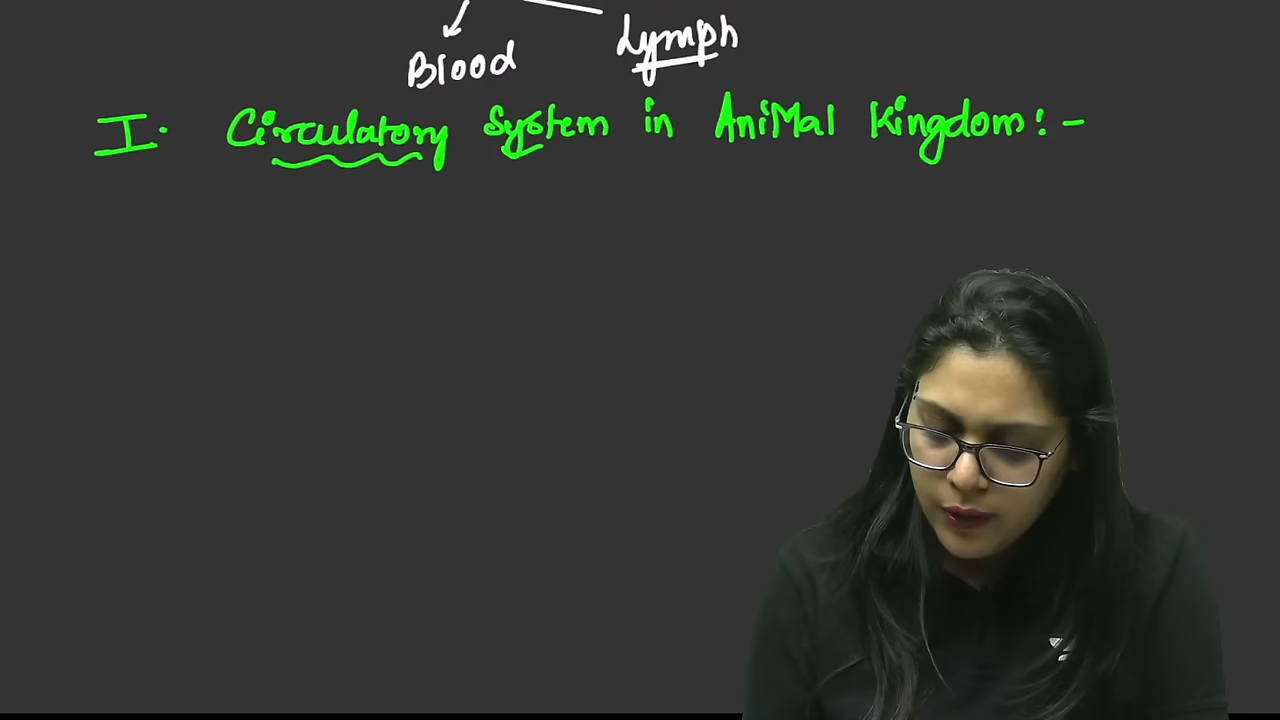 Blood Lymph
I. Circulatory System in Animal Kingdom:-